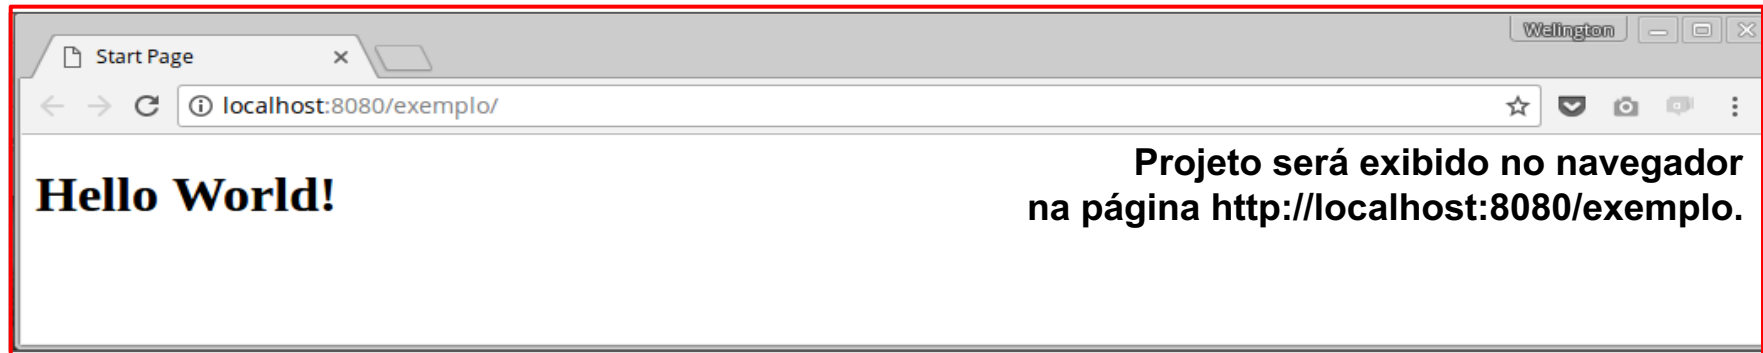 Welington
Start Page
localhost:8080/exemplo/
Projeto será exibido no navegador
na página http://localhost:8080/exemplo.
Hello World!